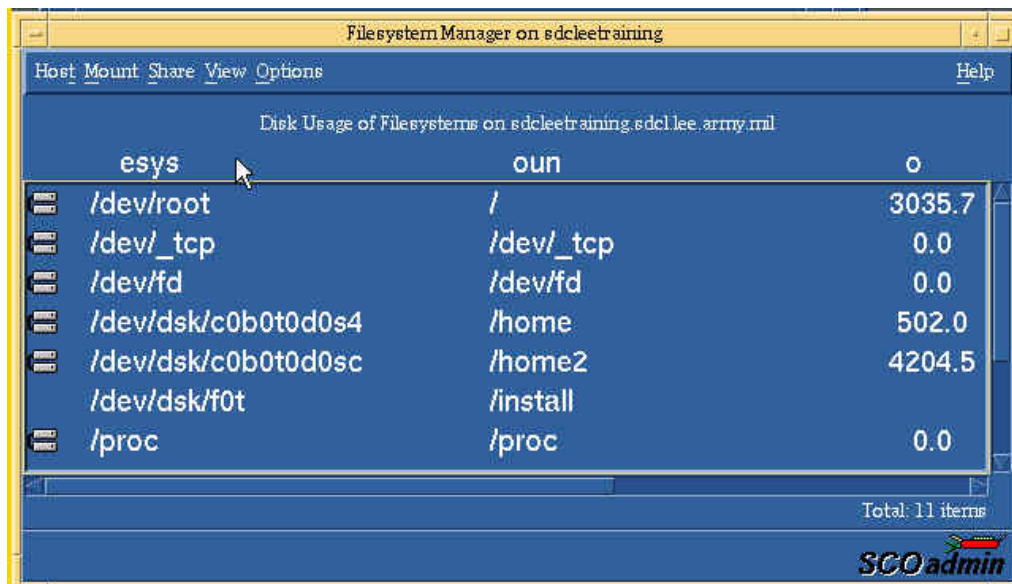 Filesystem Manager on sdcleetraining
Host Mount Share View Options Help
Disk Usage of Filesystems on sdcleetraining.sdcl.lee.army.mil
esys oun o
/dev/root / 3035.7
/dev/_tcp /dev/_tcp 0.0
/dev/fd /dev/fd 0.0
/dev/dsk/c0b0t0d0s4 /home 502.0
/dev/dsk/c0b0t0d0sc /home2 4204.5
/dev/dsk/f0t /install
/proc /proc 0.0
Total: 11 items
SCO admin